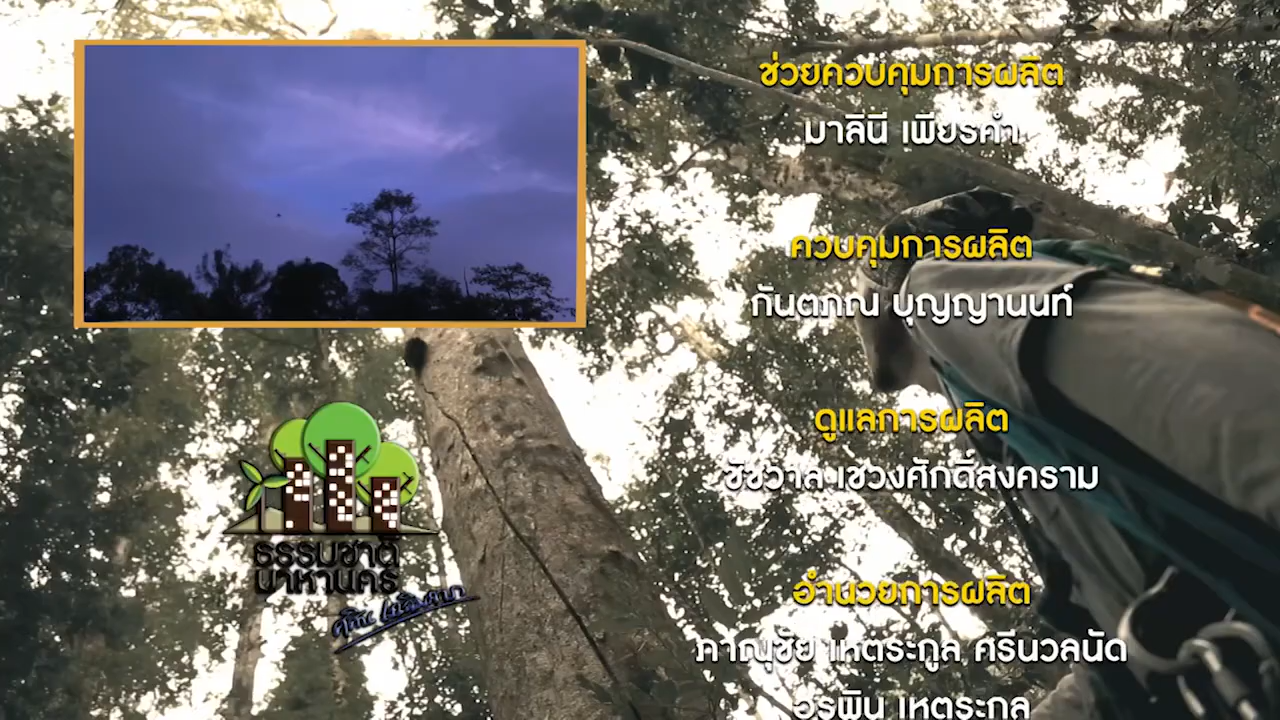 ช่วยควบคุมการผลิต
มาลินี เพียรคำ
ควบคุมการผลิต
กันตภณ บุญญานนท์
ดูแลการผลิต
ชัชวาล เชวงศักดิ์สงคราม
อำนวยการผลิต
ภาณุชัย เหตระกูล ศรีนวลนัด
อรพิน เหตระกูล
ธรรมชาติ
มาหานคร